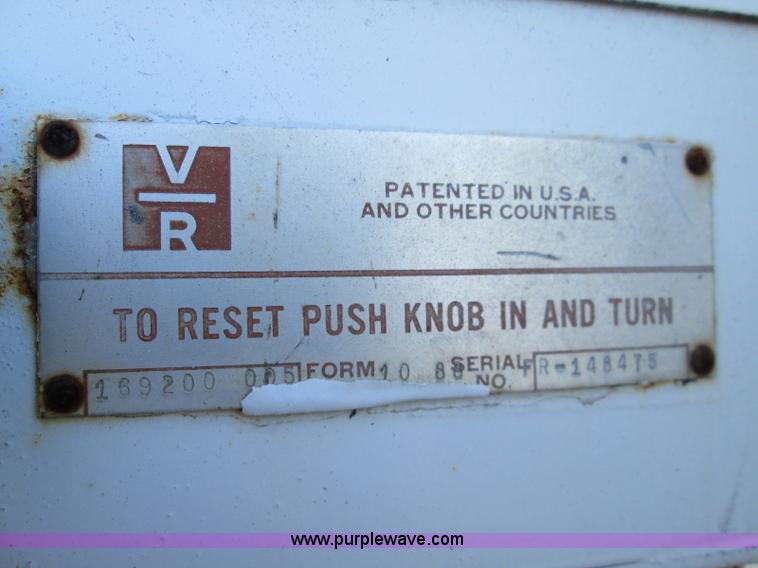 V
R
PATENTED IN U.S.A.
AND OTHER COUNTRIES
TO RESET PUSH KNOB IN AND TURN
169200 005 FORM 10 88 SERIAL NO. FR-148475
www.purplewave.com